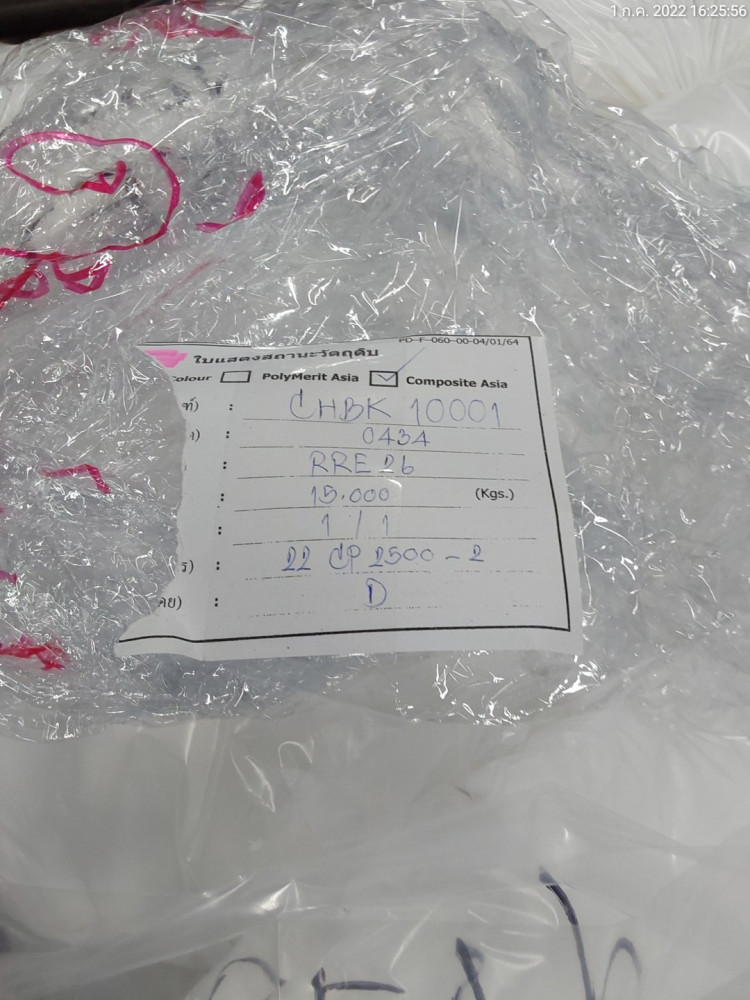 1 ก.ค. 2022 16:25:56
PD-F-060-00-04/01/64
ใบแสดงสถานะวัตถุดิบ
olour ☐ PolyMerit Asia ☑ Composite Asia
: CHBK 10001
: 0434
: RRE 26
: 15.000 (Kgs.)
: 1 / 1
: 22 CP 2500 - 2
: D